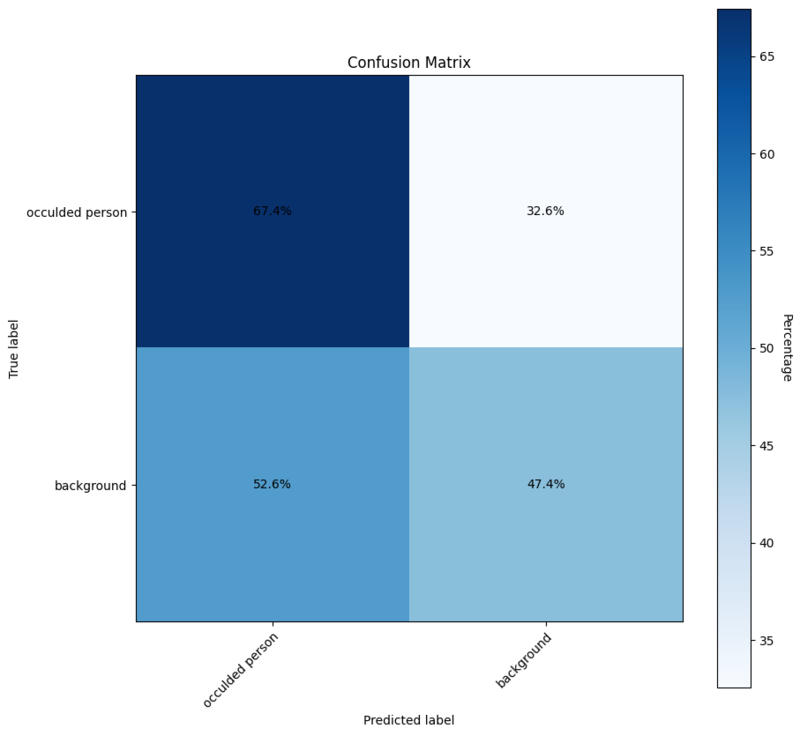 Confusion Matrix
occulded person
background
True label
67.4%
32.6%
52.6%
47.4%
occulded person
background
Predicted label
65
60
55
50
45
40
35
Percentage